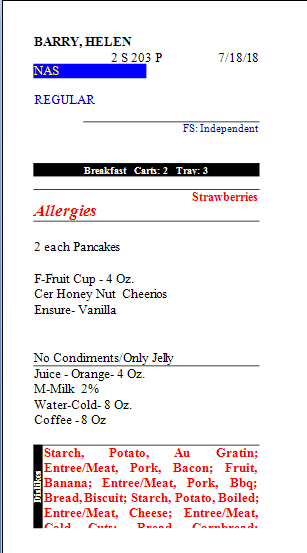 BARRY, HELEN
2 S 203 P 7/18/18
NAS
REGULAR
FS: Independent
Breakfast Carts: 2 Tray: 3
Strawberries
Allergies
2 each Pancakes
F-Fruit Cup - 4 Oz.
Cer Honey Nut Cheerios
Ensure- Vanilla
No Condiments/Only Jelly
Juice - Orange- 4 Oz.
M-Milk 2%
Water-Cold- 8 Oz.
Coffee - 8 Oz
Dislikes
Starch, Potato, Au Gratin;
Entree/Meat, Pork, Bacon; Fruit,
Banana; Entree/Meat, Pork, Bbq;
Bread, Biscuit; Starch, Potato, Boiled;
Entree/Meat, Cheese; Entree/Meat,
Cold Cuts; Bread, Cornbread;